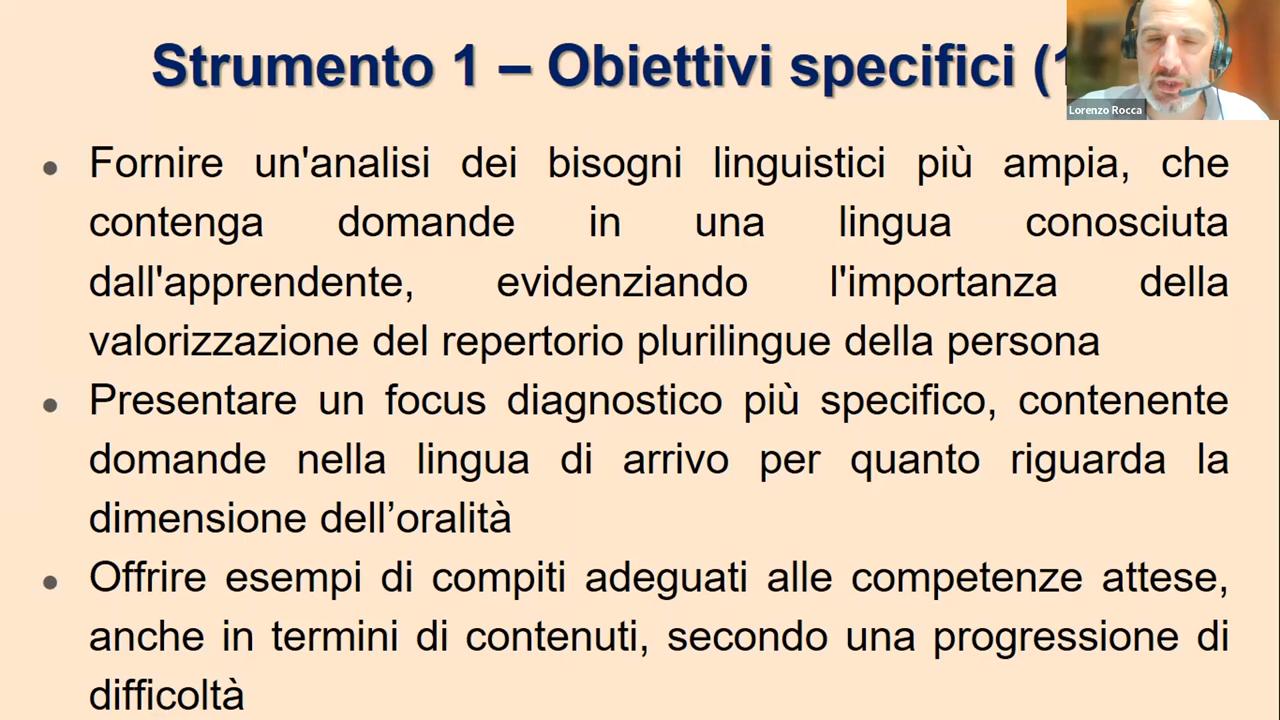 Strumento 1 – Obiettivi specifici (1
Lorenzo Rocca
Fornire un'analisi dei bisogni linguistici più ampia, che
contenga domande in una lingua conosciuta
dall'apprendente, evidenziando l'importanza della
valorizzazione del repertorio plurilingue della persona
Presentare un focus diagnostico più specifico, contenente
domande nella lingua di arrivo per quanto riguarda la
dimensione dell’oralità
Offrire esempi di compiti adeguati alle competenze attese,
anche in termini di contenuti, secondo una progressione di
difficoltà